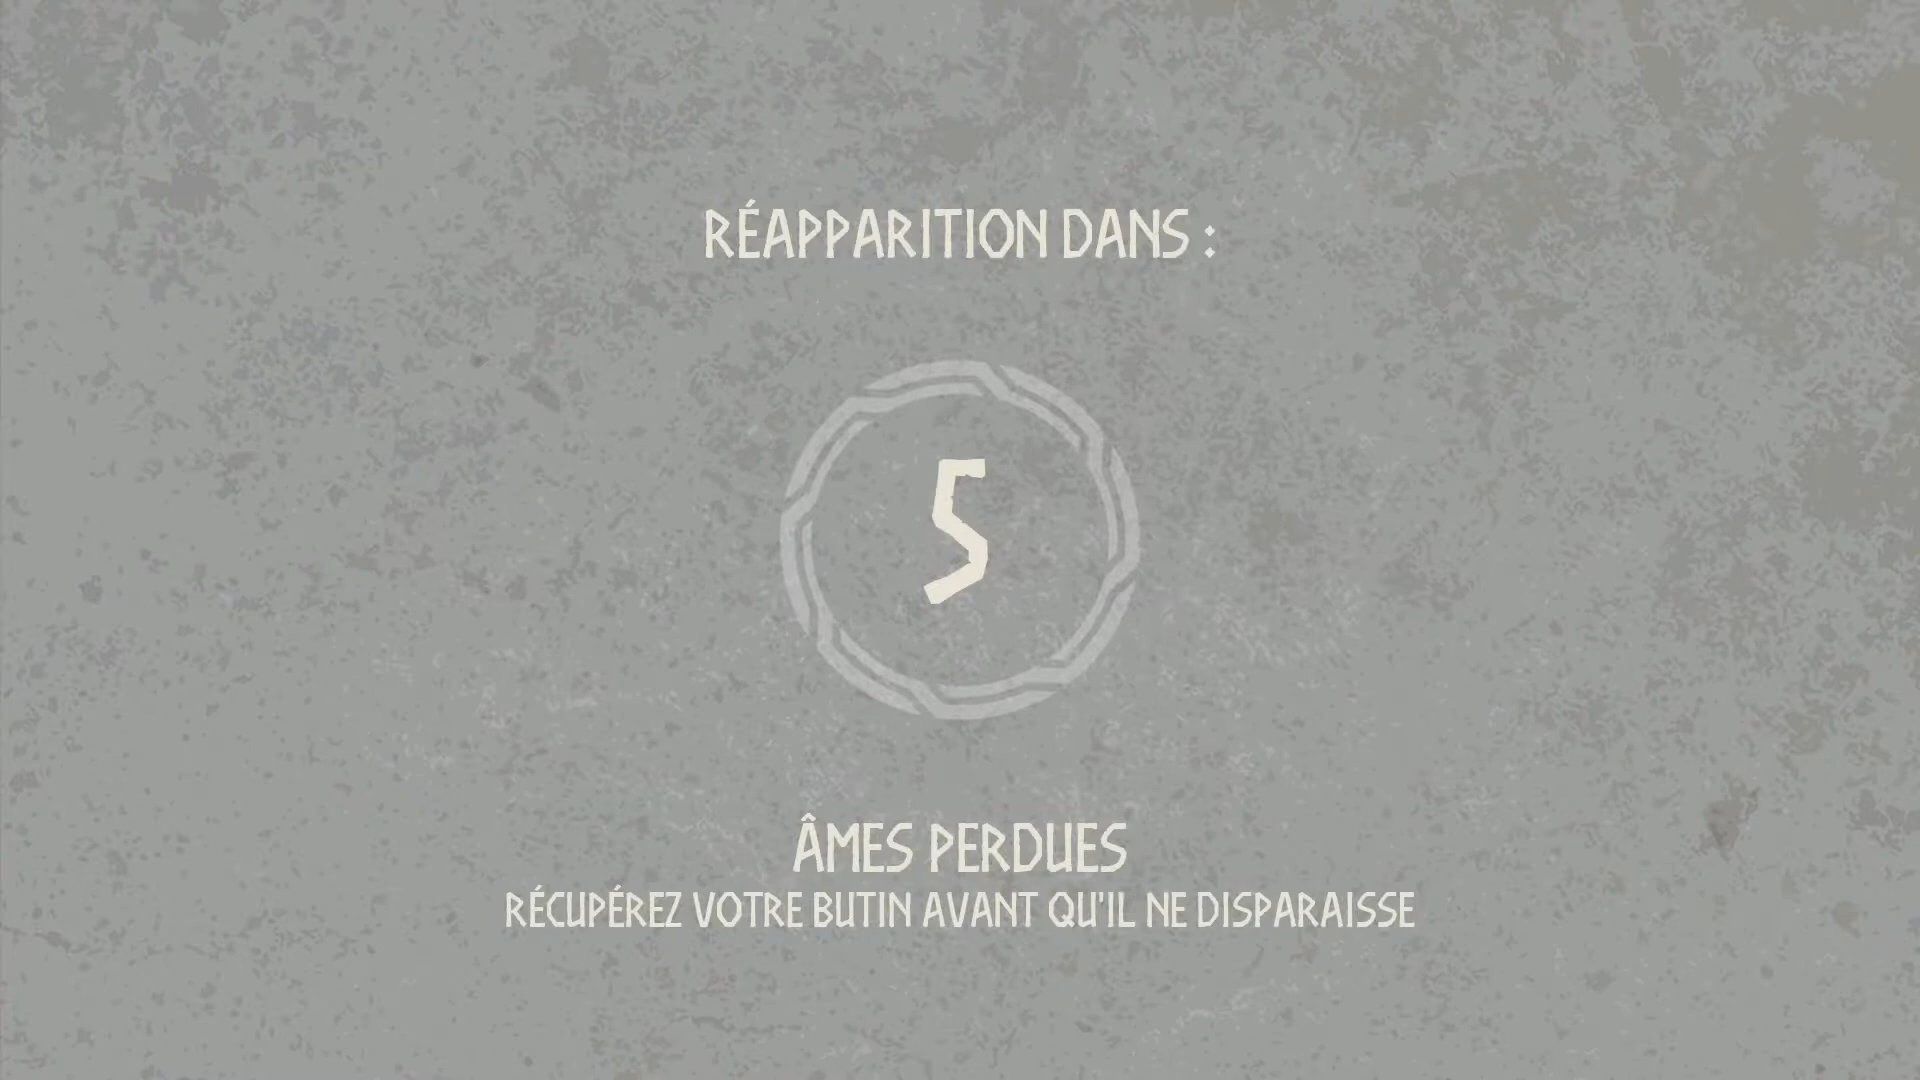 RÉAPPARITION DANS :
5
ÂMES PERDUES
RÉCUPÉREZ VOTRE BUTIN AVANT QU'IL NE DISPARAISSE